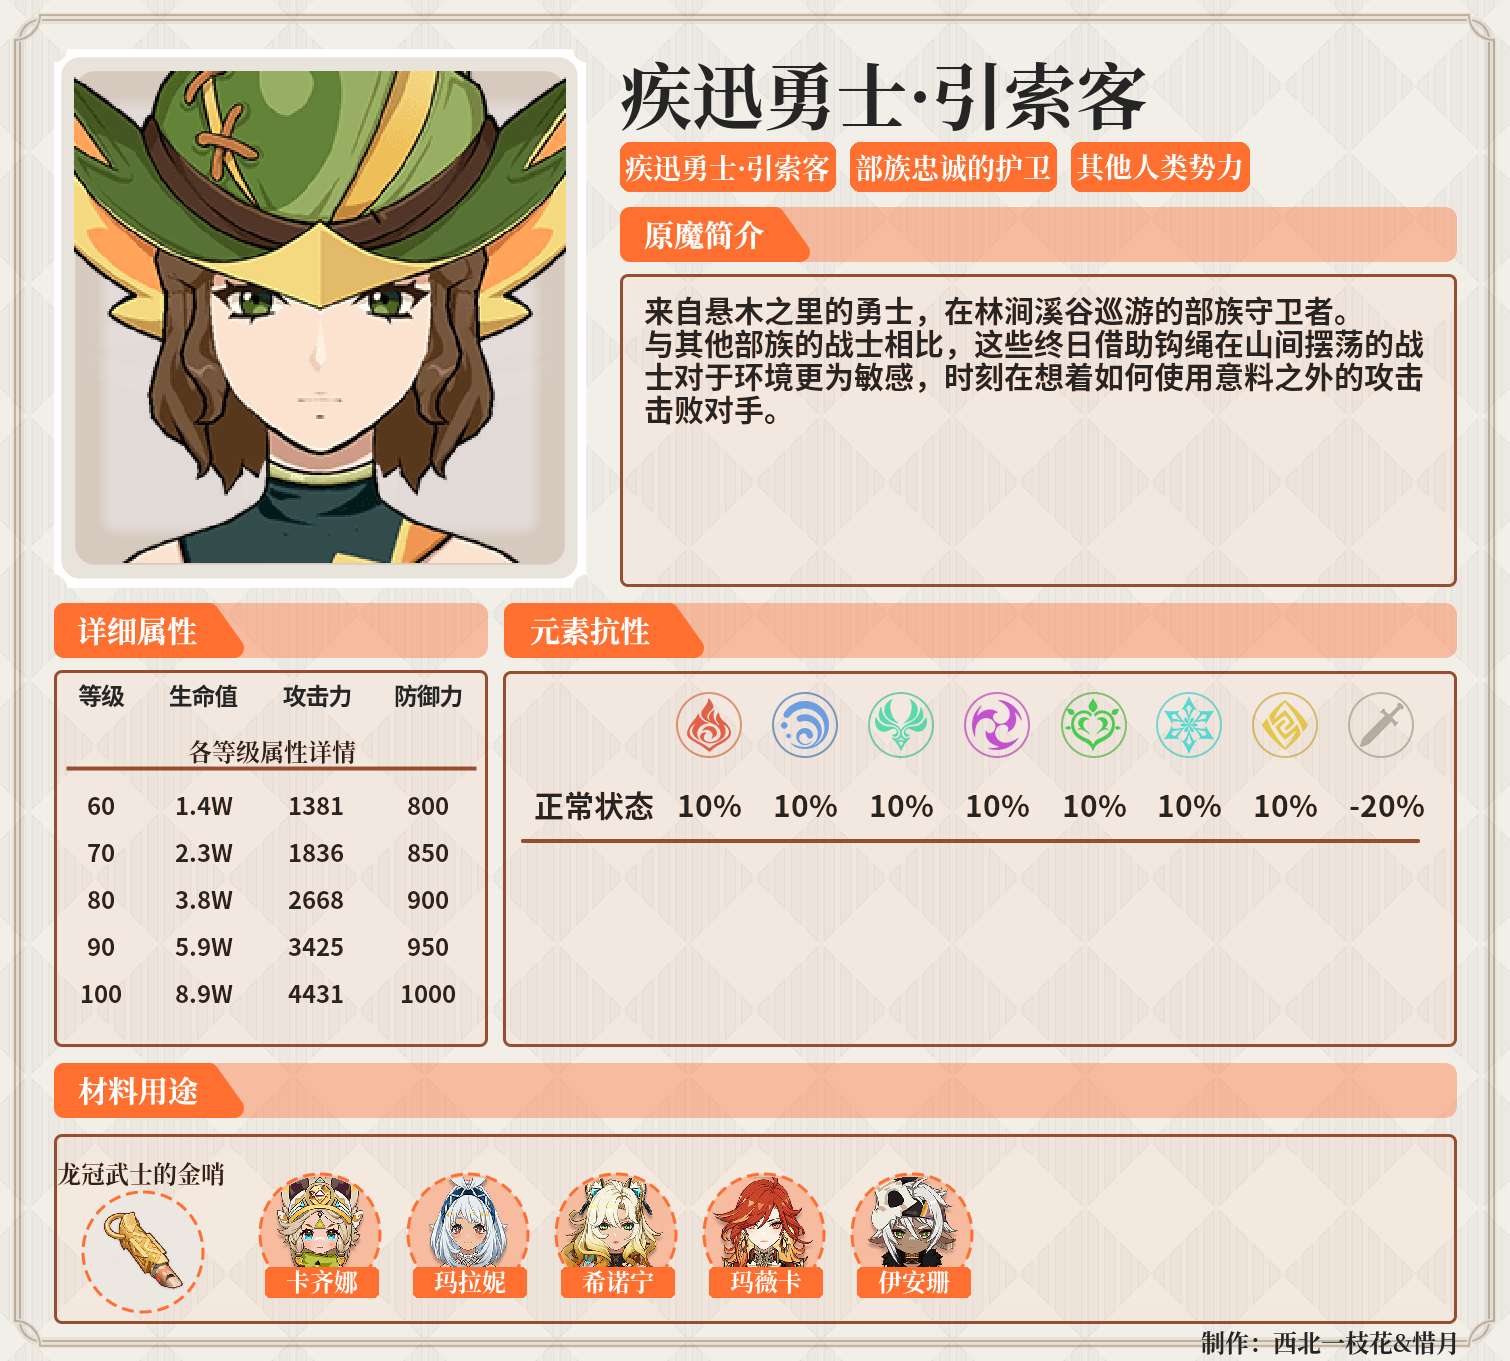 疾迅勇士·引索客
疾迅勇士·引索客 部族忠诚的护卫 其他人类势力
原魔简介
来自悬木之里的勇士，在林涧溪谷巡游的部族守卫者。
与其他部族的战士相比，这些终日借助钩绳在山间摆荡的战
士对于环境更为敏感，时刻在想着如何使用意料之外的攻击
击败对手。
详细属性
元素抗性
等级 生命值 攻击力 防御力
各等级属性详情
60 1.4W 1381 800
70 2.3W 1836 850
80 3.8W 2668 900
90 5.9W 3425 950
100 8.9W 4431 1000
正常状态 10% 10% 10% 10% 10% 10% 10% -20%
材料用途
龙冠武士的金哨
卡齐娜 玛拉妮 希诺宁 玛薇卡 伊安珊
制作：西北一枝花&惜月